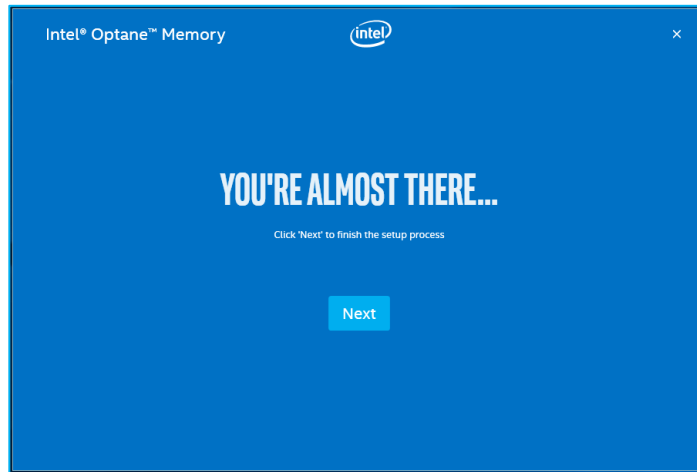 Intel® Optane™ Memory
intel
×
YOU'RE ALMOST THERE...
Click 'Next' to finish the setup process
Next